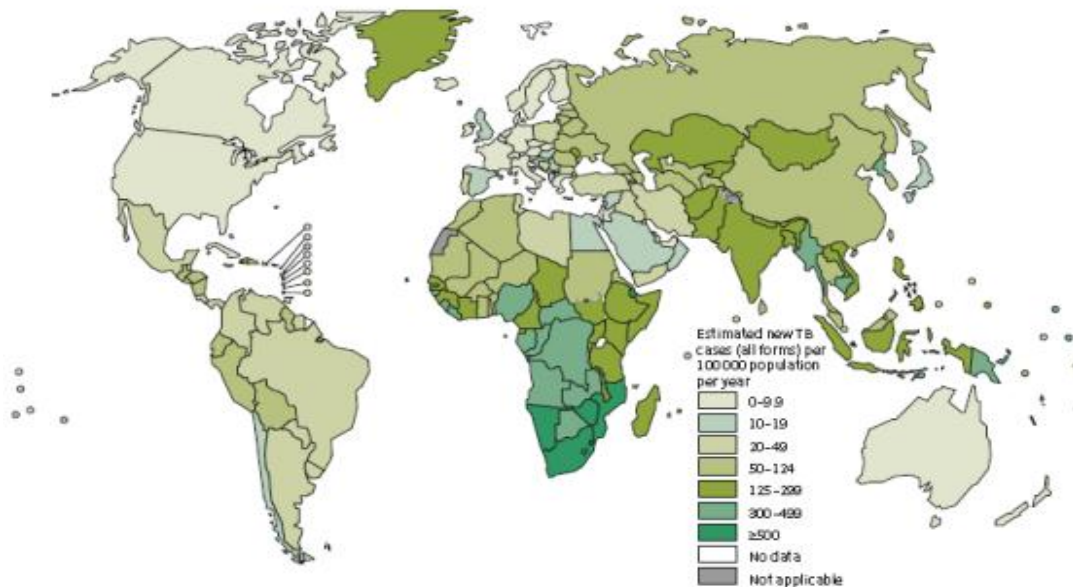 Estimated new TB
cases (all forms) per
100 000 population
per year
0–9.9
10–19
20–49
50–124
125–299
300–499
≥500
No data
Not applicable